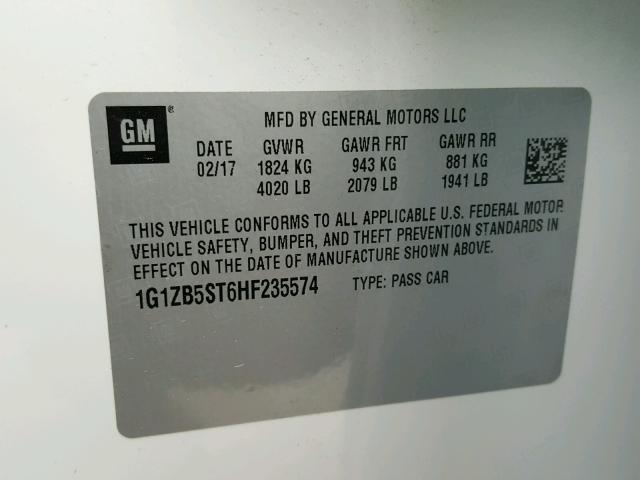 GM®
MFD BY GENERAL MOTORS LLC
DATE GVWR GAWR FRT GAWR RR
02/17 1824 KG 943 KG 881 KG
4020 LB 2079 LB 1941 LB
THIS VEHICLE CONFORMS TO ALL APPLICABLE U.S. FEDERAL MOTOR
VEHICLE SAFETY, BUMPER, AND THEFT PREVENTION STANDARDS IN
EFFECT ON THE DATE OF MANUFACTURE SHOWN ABOVE.
1G1ZB5ST6HF235574 TYPE: PASS CAR